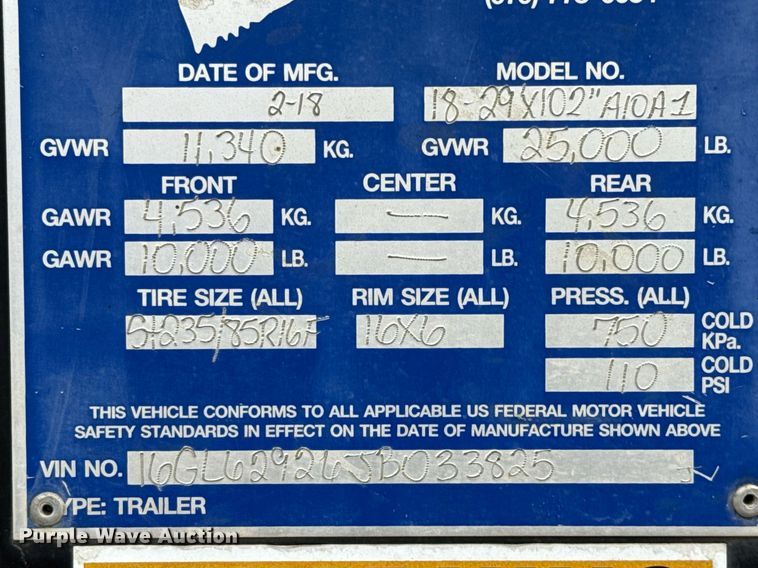 DATE OF MFG. MODEL NO.
2-18 18-29'X102" A10A1
GVWR 11,340 KG. GVWR 25,000 LB.
FRONT CENTER REAR
GAWR 4,536 KG. — KG. 4,536 KG.
GAWR 10,000 LB. — LB. 10,000 LB.
TIRE SIZE (ALL) RIM SIZE (ALL) PRESS. (ALL)
St235/85R16F 16X6 750 COLD KPa.
110 COLD PSI
THIS VEHICLE CONFORMS TO ALL APPLICABLE US FEDERAL MOTOR VEHICLE
SAFETY STANDARDS IN EFFECT ON THE DATE OF MANUFACTURE SHOWN ABOVE
VIN NO. 16GL62926JB033825
YPE: TRAILER
Purple Wave Auction